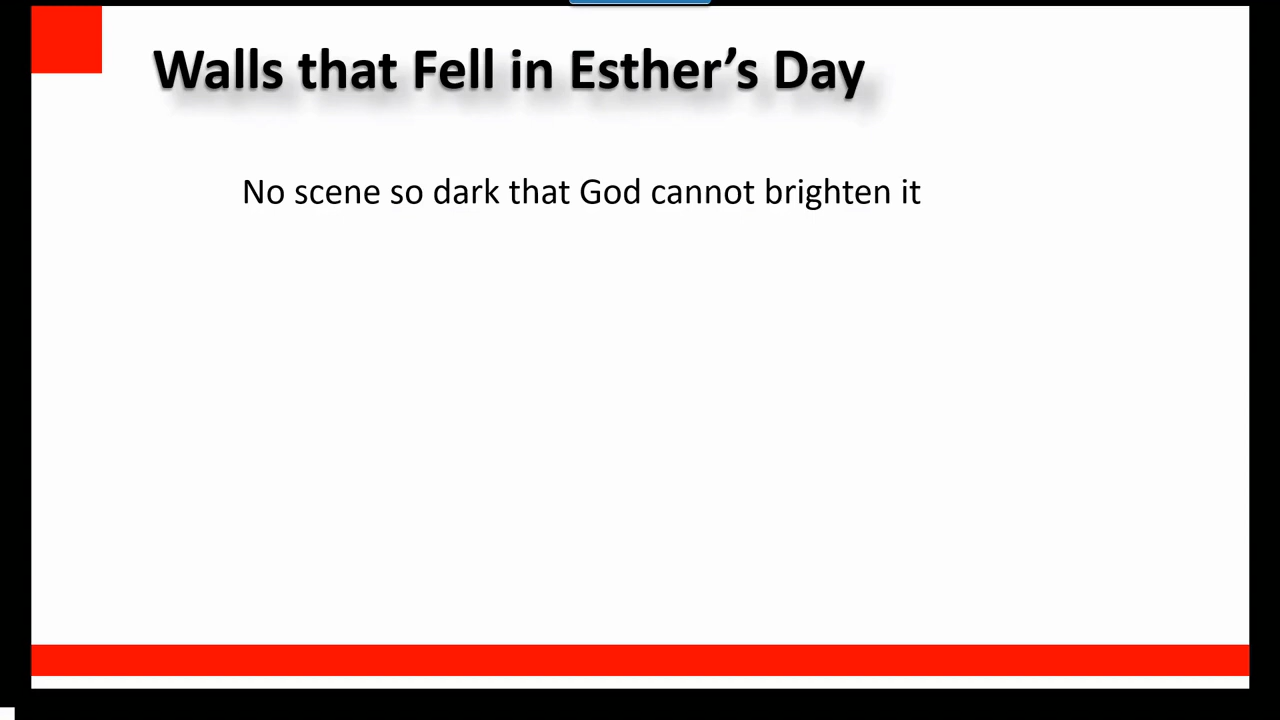 Walls that Fell in Esther’s Day
No scene so dark that God cannot brighten it